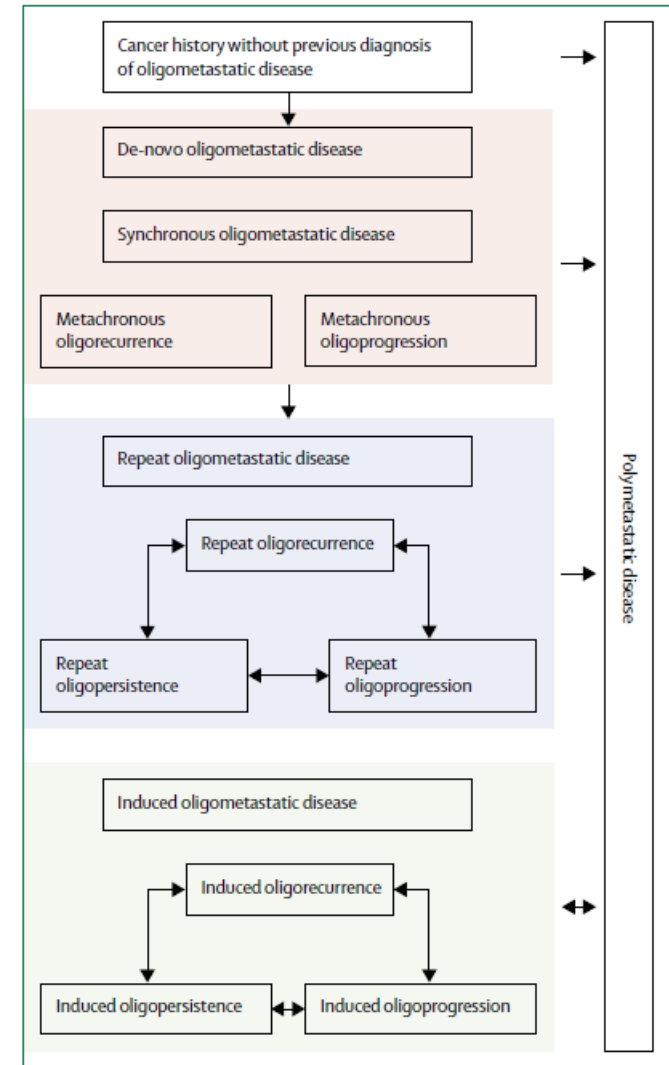 Cancer history without previous diagnosis
of oligometastatic disease
De-novo oligometastatic disease
Synchronous oligometastatic disease
Metachronous
oligorecurrence
Metachronous
oligoprogression
Repeat oligometastatic disease
Repeat oligorecurrence
Repeat
oligopersistence
Repeat
oligoprogression
Induced oligometastatic disease
Induced oligorecurrence
Induced oligopersistence
Induced oligoprogression
Polymetastatic disease